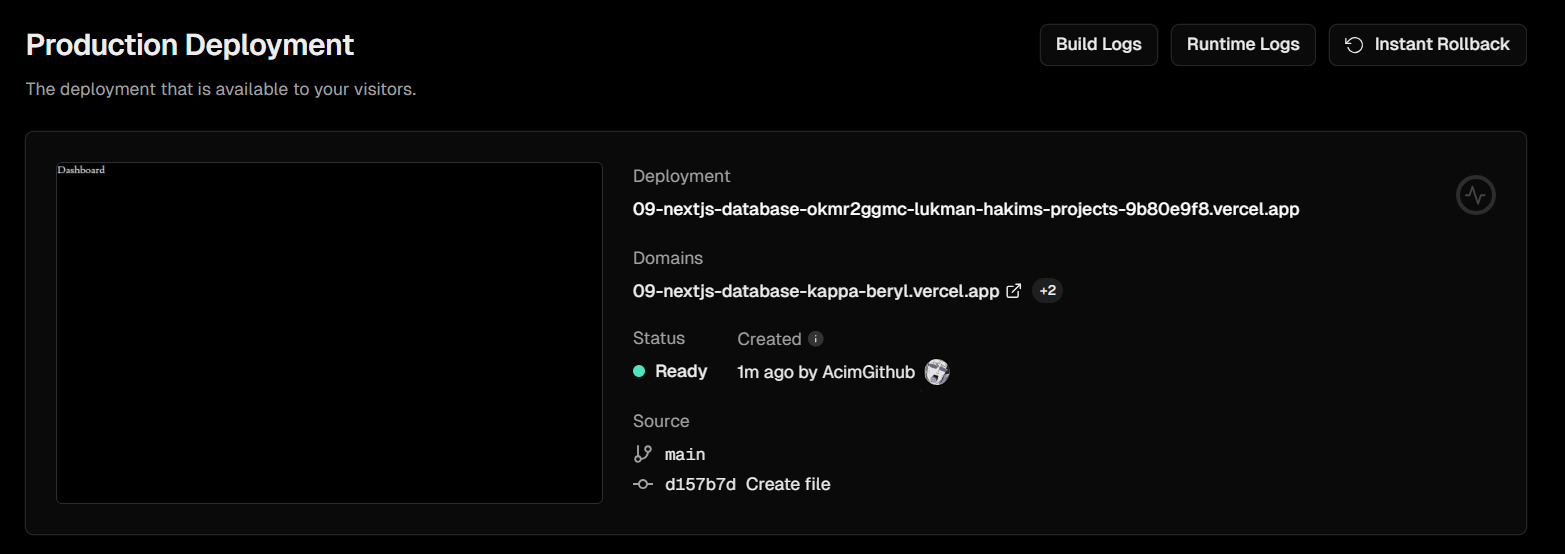 Production Deployment
Build Logs
Runtime Logs
Instant Rollback
The deployment that is available to your visitors.
Dashboard
Deployment
09-nextjs-database-okmr2ggmc-lukman-hakims-projects-9b80e9f8.vercel.app
Domains
09-nextjs-database-kappa-beryl.vercel.app +2
Status
Created
Ready
1m ago by AcimGithub
Source
main
d157b7d Create file